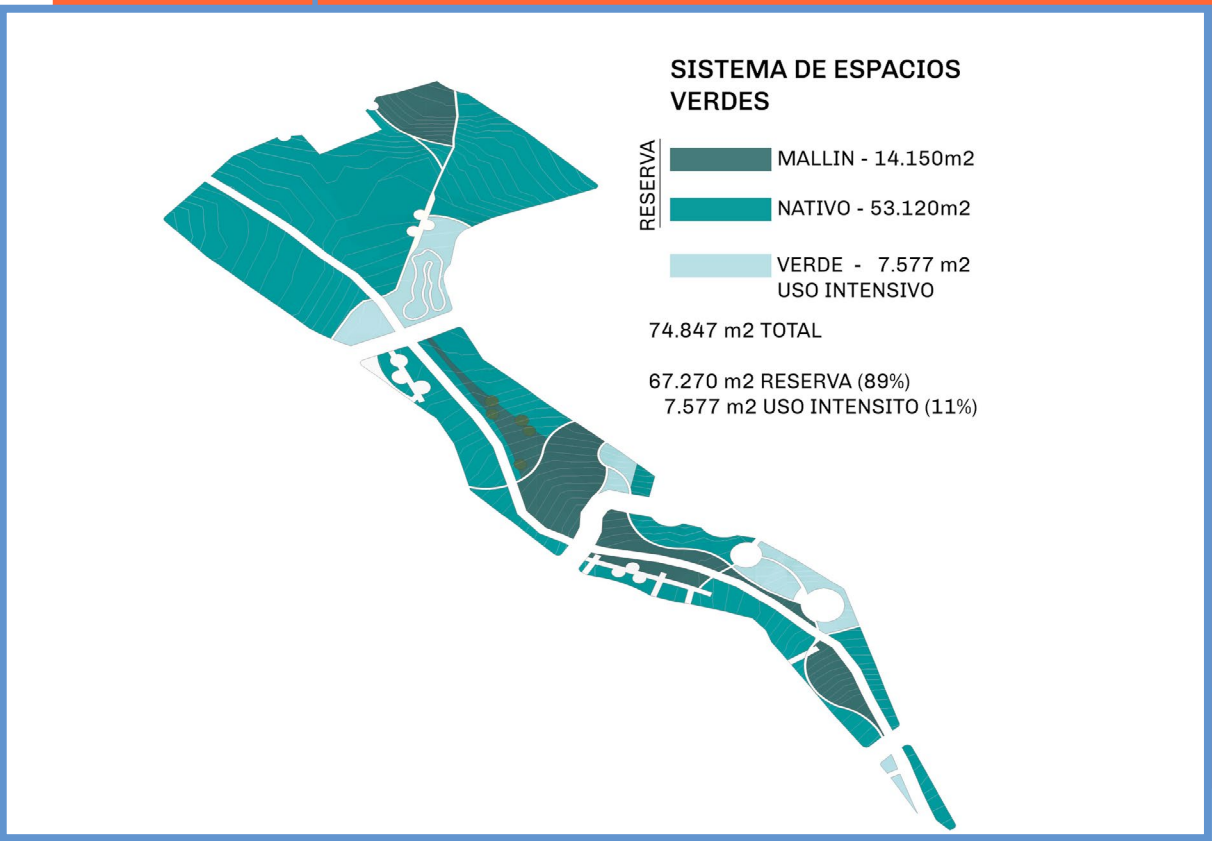 SISTEMA DE ESPACIOS
VERDES
RESERVA
MALLIN - 14.150m2
NATIVO - 53.120m2
VERDE - 7.577 m2
USO INTENSIVO
74.847 m2 TOTAL
67.270 m2 RESERVA (89%)
7.577 m2 USO INTENSITO (11%)